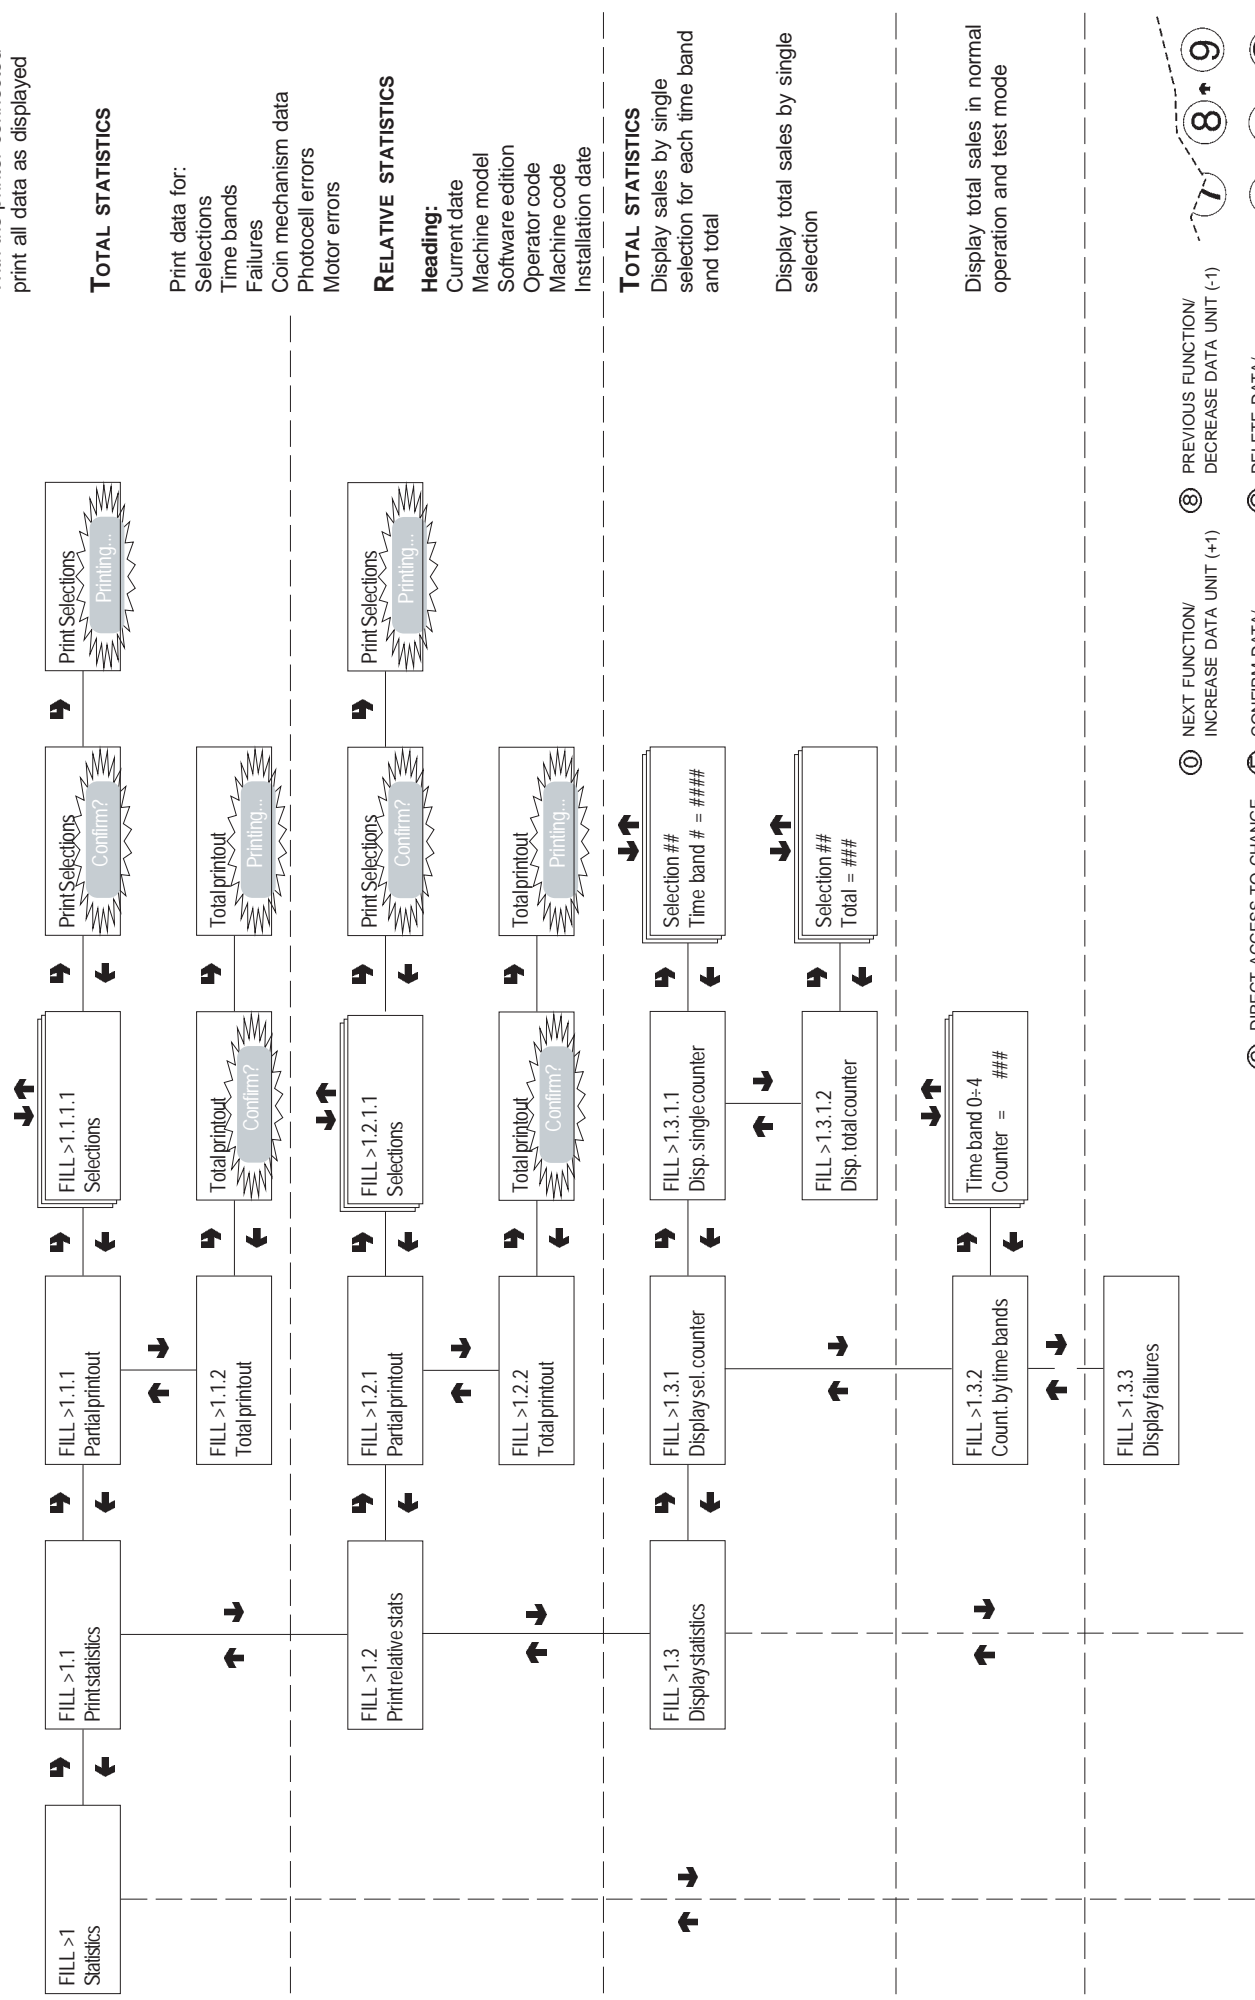 print all data as displayed
TOTAL STATISTICS
Print data for:
Selections
Time bands
Failures
Coin mechanism data
Photocell errors
Motor errors
RELATIVE STATISTICS
Heading:
Current date
Machine model
Software edition
Operator code
Machine code
Installation date
TOTAL STATISTICS
Display sales by single
selection for each time band
and total
Display total sales by single
selection
Display total sales in normal
operation and test mode
FILL >1
Statistics
FILL >1.1
Print statistics
FILL >1.1.1
Partial printout
FILL >1.1.1.1
Selections
Print Selections
Confirm?
Print Selections
Printing...
FILL >1.1.2
Total printout
Total printout
Confirm?
Total printout
Printing...
FILL >1.2
Print relative stats
FILL >1.2.1
Partial printout
FILL >1.2.1.1
Selections
Print Selections
Confirm?
Print Selections
Printing...
FILL >1.2.2
Total printout
Total printout
Confirm?
Total printout
Printing...
FILL >1.3
Display statistics
FILL >1.3.1
Display sel. counter
FILL >1.3.1.1
Disp. single counter
Selection ##
Time band # = ####
FILL >1.3.1.2
Disp. total counter
Selection ##
Total = ###
FILL >1.3.2
Count. by time bands
Time band 0÷4
Counter = ###
FILL >1.3.3
Display failures
0 NEXT FUNCTION/
INCREASE DATA UNIT (+1)
8 PREVIOUS FUNCTION/
DECREASE DATA UNIT (-1)
7 8 9
DIRECT ACCESS TO CHANGE
CONFIRM DATA/
DELETE DATA/